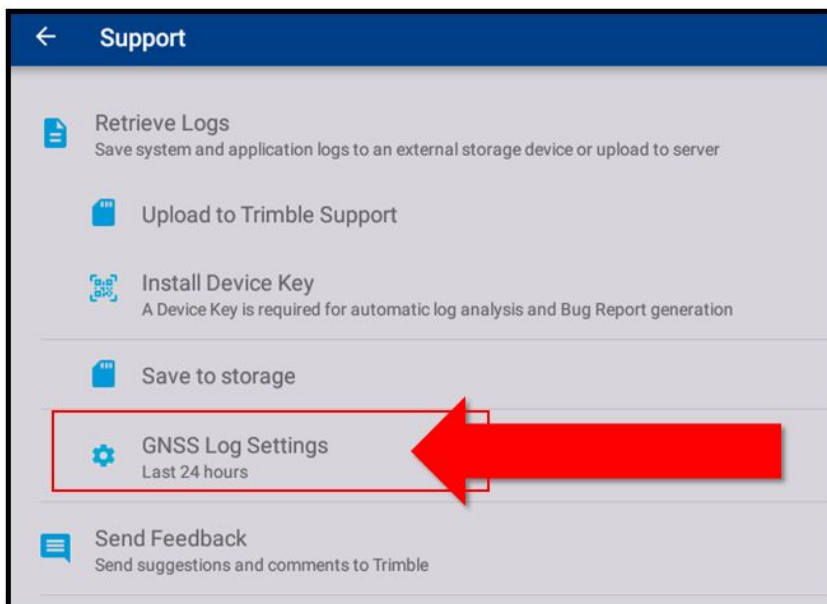 Support
Retrieve Logs
Save system and application logs to an external storage device or upload to server
Upload to Trimble Support
Install Device Key
A Device Key is required for automatic log analysis and Bug Report generation
Save to storage
GNSS Log Settings
Last 24 hours
Send Feedback
Send suggestions and comments to Trimble